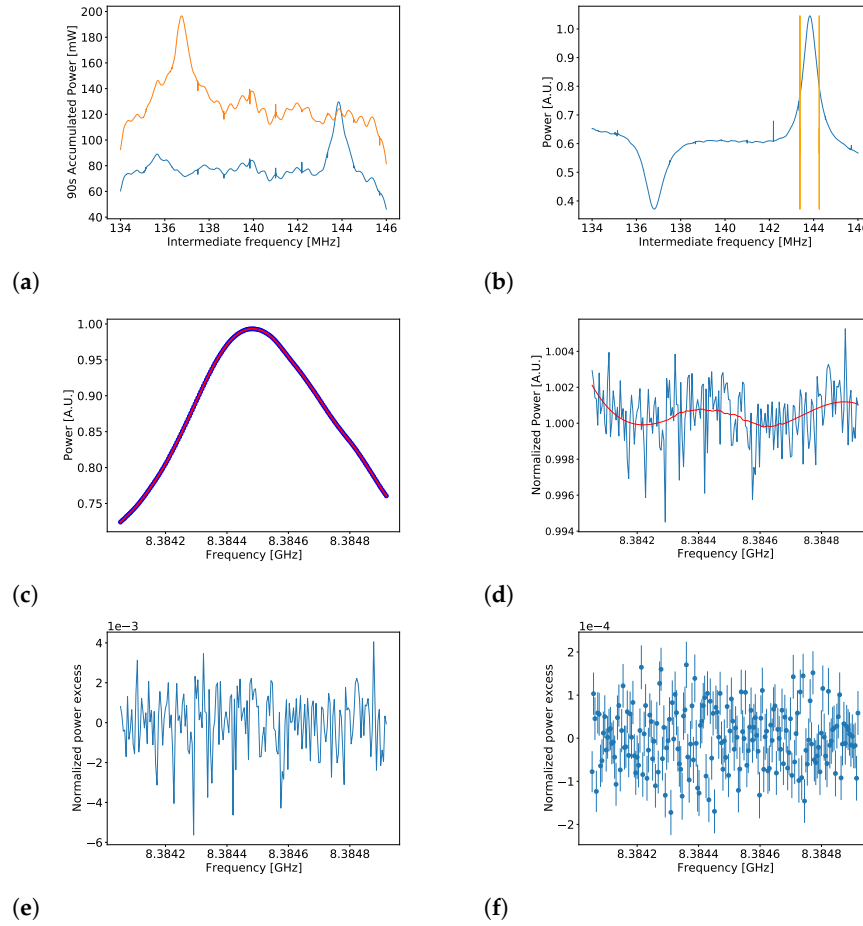 200
180
160
140
120
100
80
60
40
90s Accumulated Power [mW]
134 136 138 140 142 144 146
Intermediate frequency [MHz]
(a)
1.0
0.9
0.8
0.7
0.6
0.5
0.4
Power [A.U.]
134 136 138 140 142 144 146
Intermediate frequency [MHz]
(b)
1.00
0.95
0.90
0.85
0.80
0.75
Power [A.U.]
8.3842 8.3844 8.3846 8.3848
Frequency [GHz]
(c)
1.004
1.002
1.000
0.998
0.996
0.994
Normalized Power [A.U.]
8.3842 8.3844 8.3846 8.3848
Frequency [GHz]
(d)
1e−3
4
2
0
−2
−4
−6
Normalized power excess
8.3842 8.3844 8.3846 8.3848
Frequency [GHz]
(e)
1e−4
2
1
0
−1
−2
Normalized power excess
8.3842 8.3844 8.3846 8.3848
Frequency [GHz]
(f)